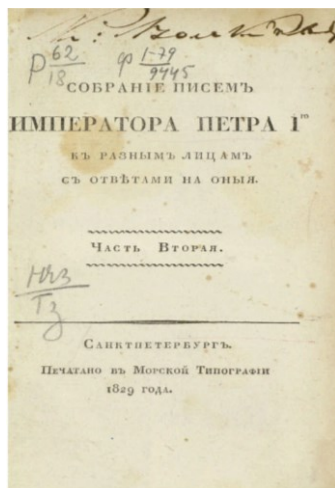 Р 62/18 Ф 1-79/9445
СОБРАНІЕ ПИСЕМЪ
ИМПЕРАТОРА ПЕТРА Iго
КЪ РАЗНЫМЪ ЛИЦАМЪ
СЪ ОТВѢТАМИ НА ОНЫЯ.
Часть Вторая.
Санктпетербургъ.
Печатано въ Морской Типографіи
1829 года.